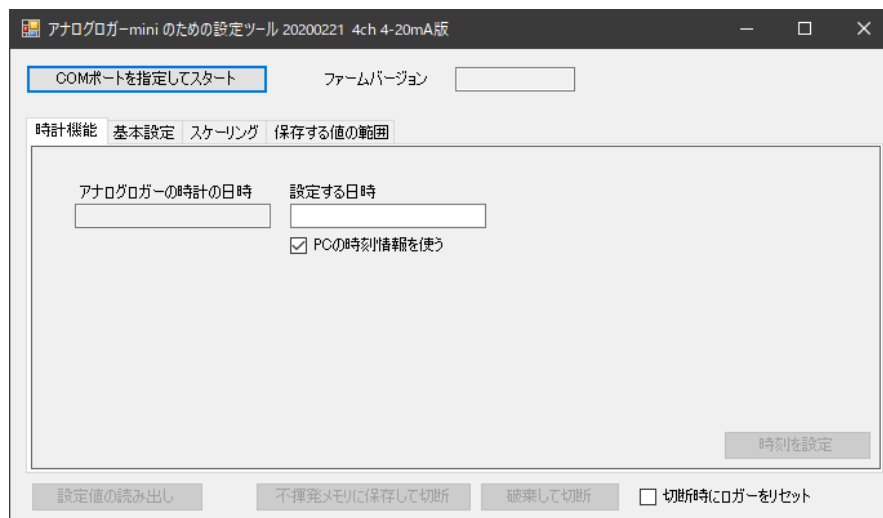 アナログロガーmini のための設定ツール 20200221 4ch 4-20mA版
COMポートを指定してスタート ファームバージョン
時計機能 基本設定 スケーリング 保存する値の範囲
アナログロガーの時計の日時 設定する日時
PCの時刻情報を使う
時刻を設定
設定値の読み出し 不揮発メモリに保存して切断 破棄して切断 切断時にロガーをリセット